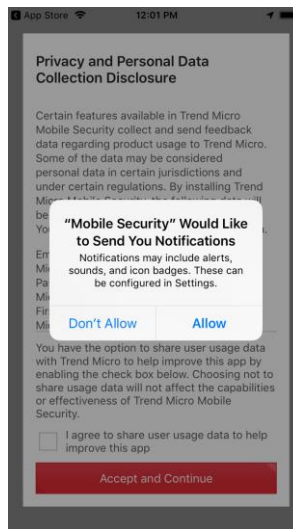 App Store 12:01 PM
Privacy and Personal Data
Collection Disclosure
Certain features available in Trend Micro
Mobile Security collect and send feedback
data regarding product usage to Trend Micro.
Some of the data may be considered
personal data in certain jurisdictions and
under certain regulations. By installing Trend
be
"Mobile Security" Would Like
to Send You Notifications
Notifications may include alerts,
sounds, and icon badges. These can
be configured in Settings.
Don't Allow Allow
You have the option to share user usage data
with Trend Micro to help improve this app by
enabling the check box below. Choosing not to
share usage data will not affect the capabilities
or effectiveness of Trend Micro Mobile
Security.
I agree to share user usage data to help
improve this app
Accept and Continue